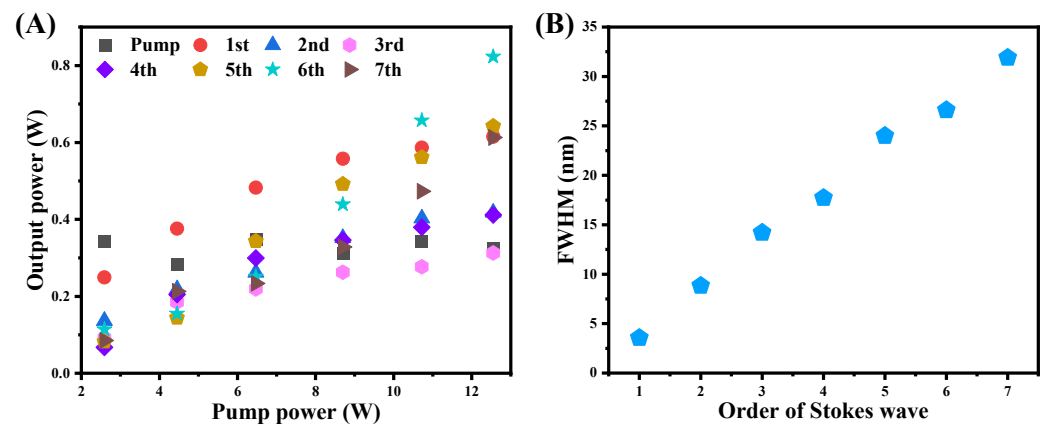 (A)
Pump 1st 2nd 3rd
4th 5th 6th 7th
Output power (W)
0.8
0.6
0.4
0.2
0.0
2 4 6 8 10 12
Pump power (W)
(B)
FWHM (nm)
35
30
25
20
15
10
5
0
1 2 3 4 5 6 7
Order of Stokes wave